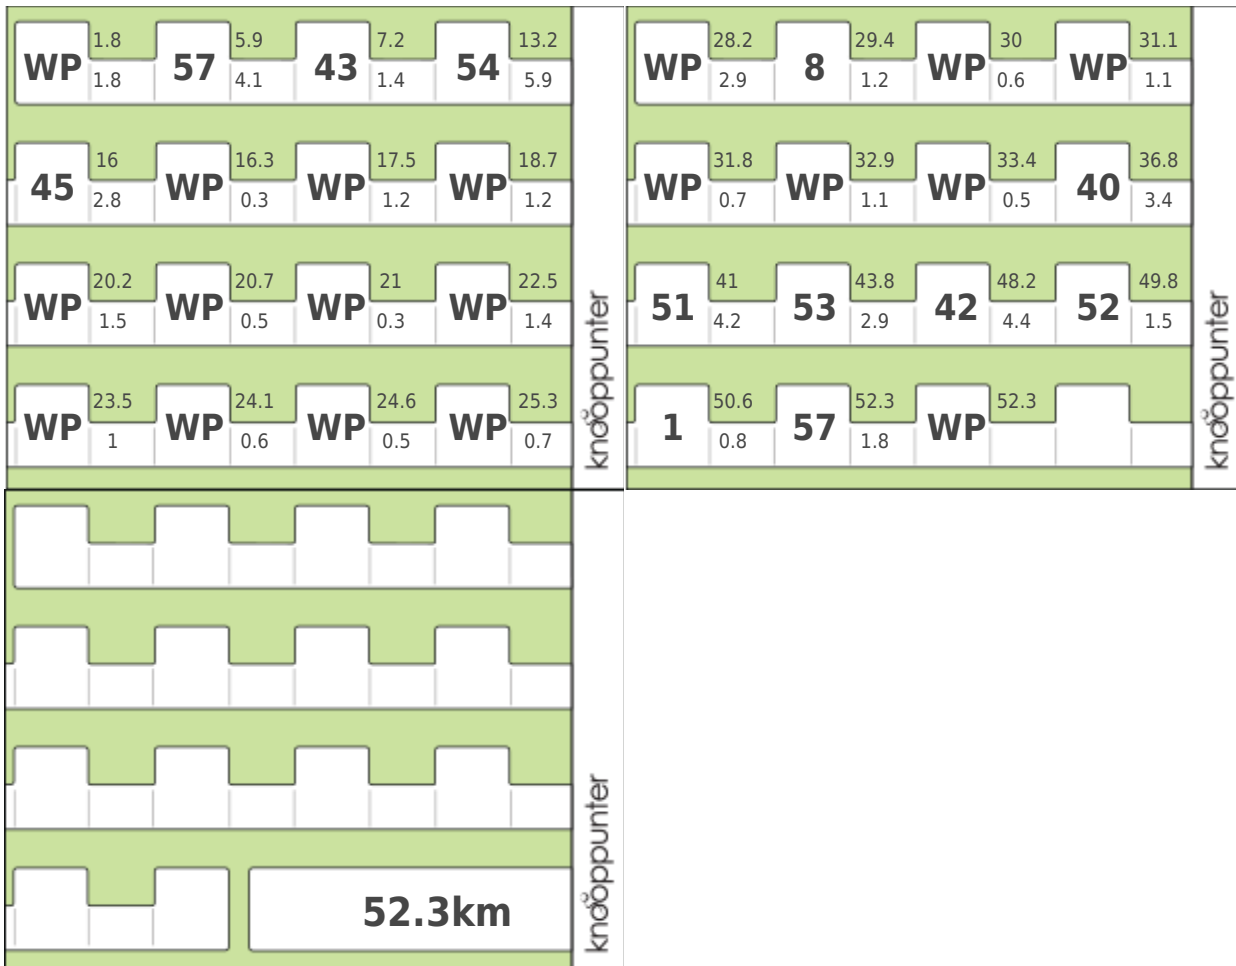 WP 1.8 57 5.9 43 7.2 54 13.2
1.8 4.1 1.4 5.9
45 16 WP 16.3 WP 17.5 WP 18.7
2.8 0.3 1.2 1.2
WP 20.2 WP 20.7 WP 21 WP 22.5
1.5 0.5 0.3 1.4
WP 23.5 WP 24.1 WP 24.6 WP 25.3
1 0.6 0.5 0.7
knooppunter
WP 28.2 8 29.4 WP 30 WP 31.1
2.9 1.2 0.6 1.1
WP 31.8 WP 32.9 WP 33.4 40 36.8
0.7 1.1 0.5 3.4
51 41 53 43.8 42 48.2 52 49.8
4.2 2.9 4.4 1.5
1 50.6 57 52.3 WP 52.3
0.8 1.8
knooppunter
52.3km
knooppunter